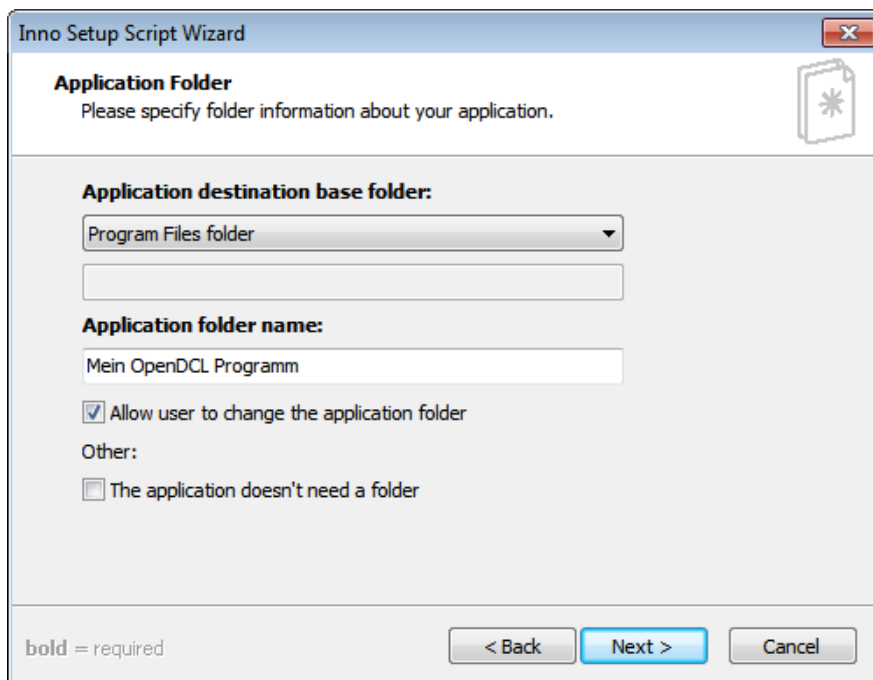 Inno Setup Script Wizard
Application Folder
Please specify folder information about your application.
Application destination base folder:
Program Files folder
Application folder name:
Mein OpenDCL Programm
Allow user to change the application folder
Other:
The application doesn't need a folder
bold = required
< Back
Next >
Cancel